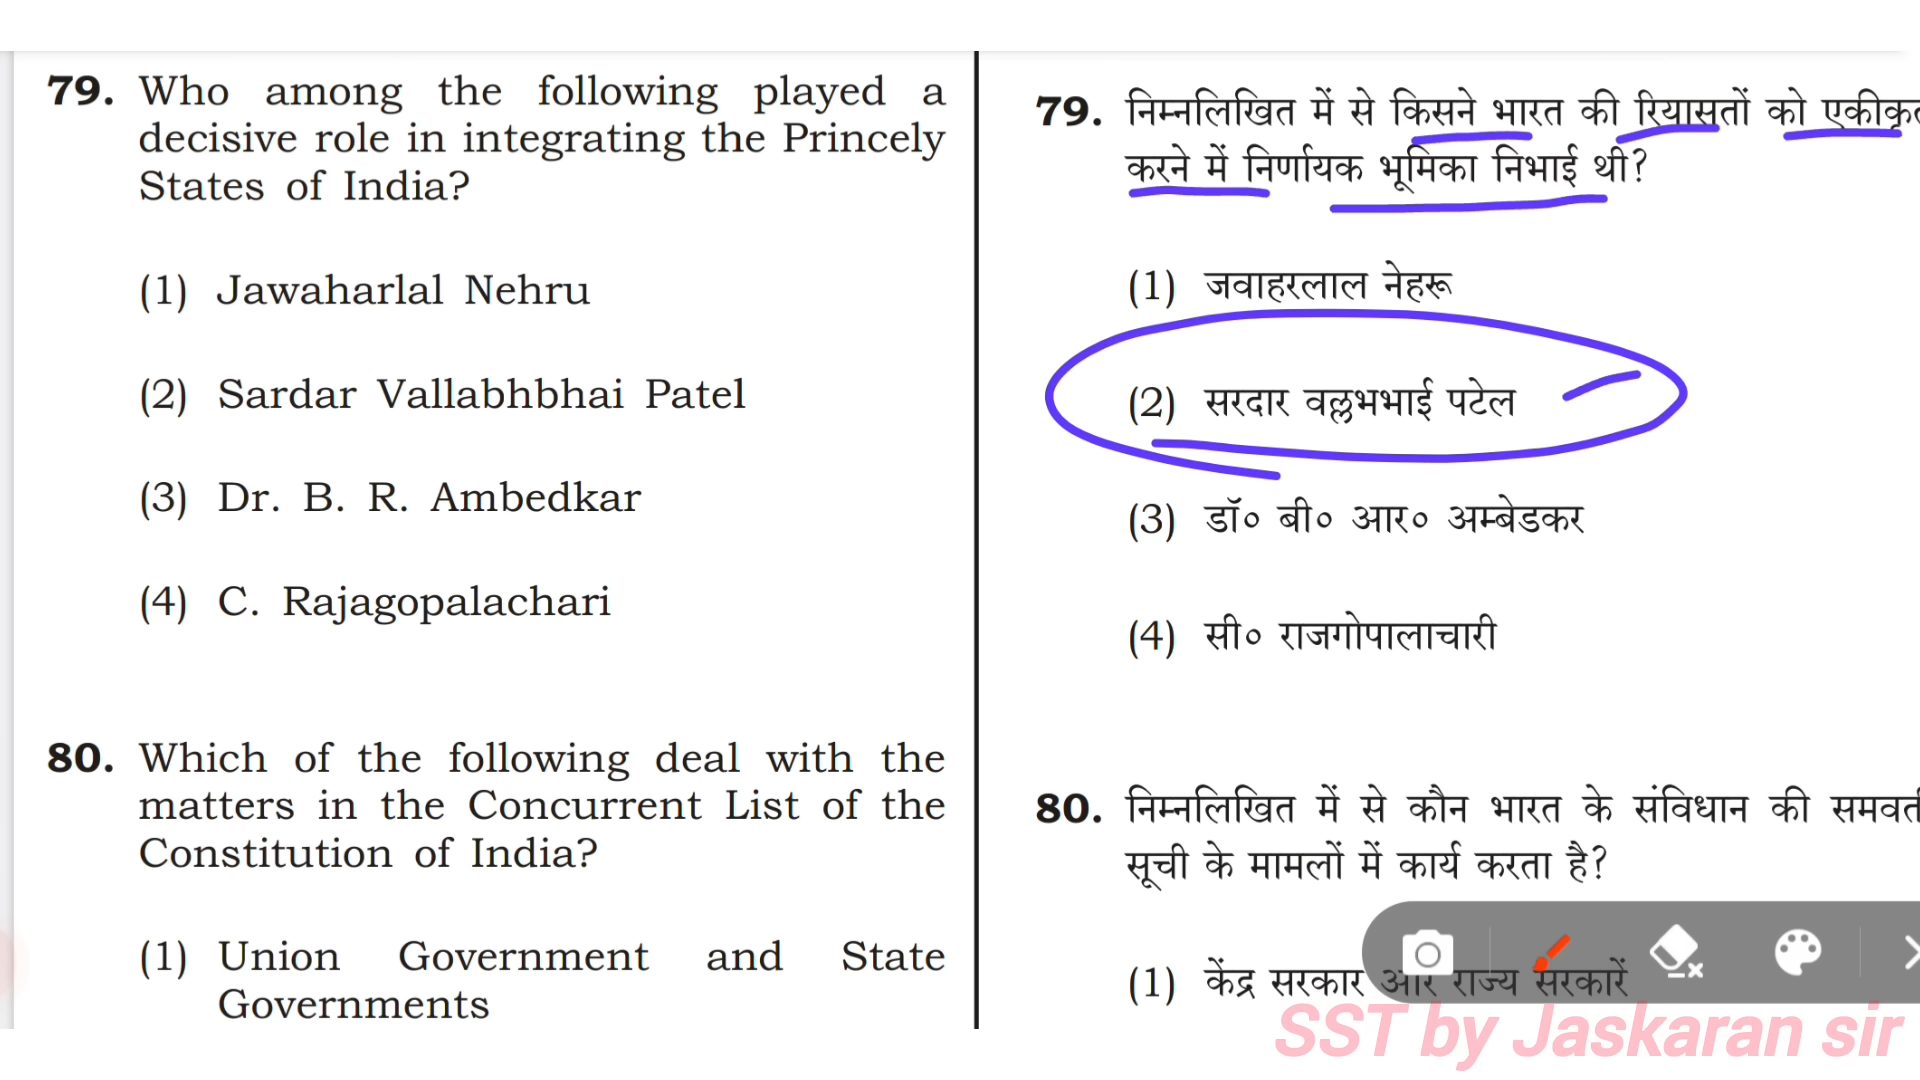 79. Who among the following played a
decisive role in integrating the Princely
States of India?
(1) Jawaharlal Nehru
(2) Sardar Vallabhbhai Patel
(3) Dr. B. R. Ambedkar
(4) C. Rajagopalachari
80. Which of the following deal with the
matters in the Concurrent List of the
Constitution of India?
(1) Union Government and State
Governments
79. निम्नलिखित में से किसने भारत की रियासतों को एकीकृत
करने में निर्णायक भूमिका निभाई थी?
(1) जवाहरलाल नेहरू
(2) सरदार वल्लभभाई पटेल
(3) डॉ० बी० आर० अम्बेडकर
(4) सी० राजगोपालाचारी
80. निम्नलिखित में से कौन भारत के संविधान की
सूची के मामलों में कार्य करता है?
(1) केंद्र सरकार और राज्य सरकारें
SST by Jaskaran sir